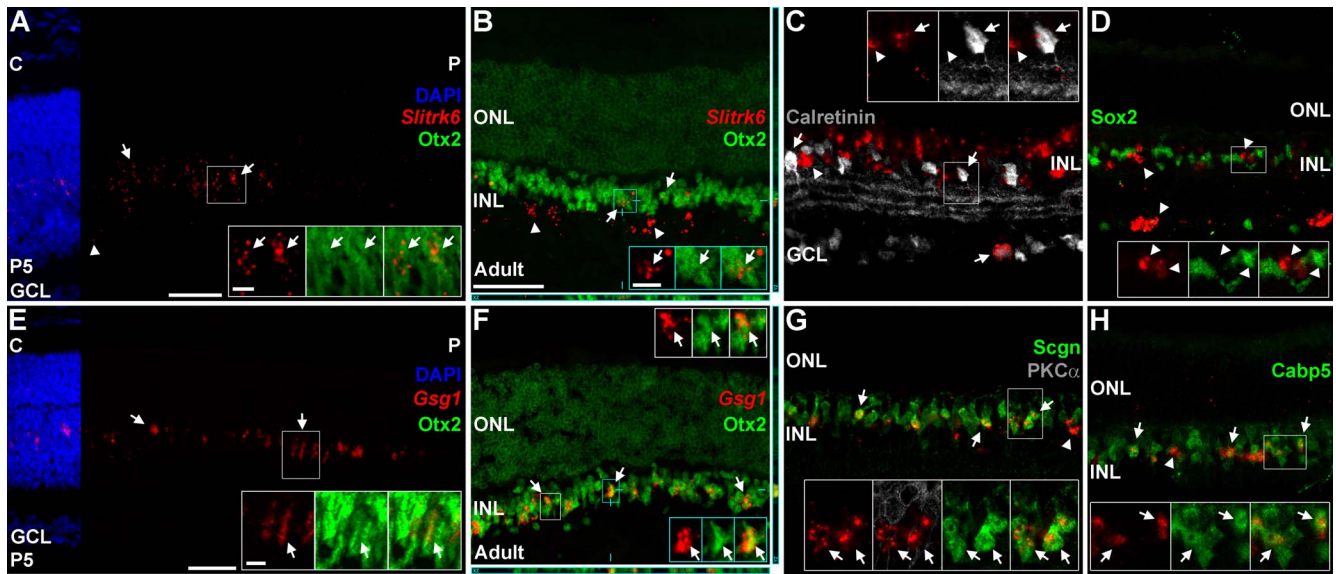 A
C
P
DAPI
Slitrk6
Otx2
P5
GCL
B
ONL
Slitrk6
Otx2
INL
Adult
C
Calretinin
INL
GCL
D
Sox2
ONL
INL
E
C
P
DAPI
Gsg1
Otx2
GCL
P5
F
ONL
Gsg1
Otx2
INL
Adult
G
ONL
Scgn
PKCα
INL
H
ONL
Cabp5
INL